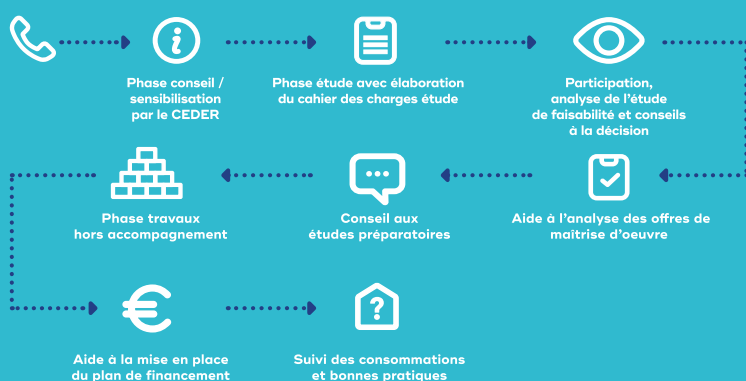 Phase conseil /
sensibilisation
par le CEDER
Phase étude avec élaboration
du cahier des charges étude
Participation,
analyse de l'étude
de faisabilité et conseils
à la décision
Aide à l'analyse des offres de
maîtrise d'oeuvre
Conseil aux
études préparatoires
Phase travaux
hors accompagnement
Aide à la mise en place
du plan de financement
Suivi des consommations
et bonnes pratiques